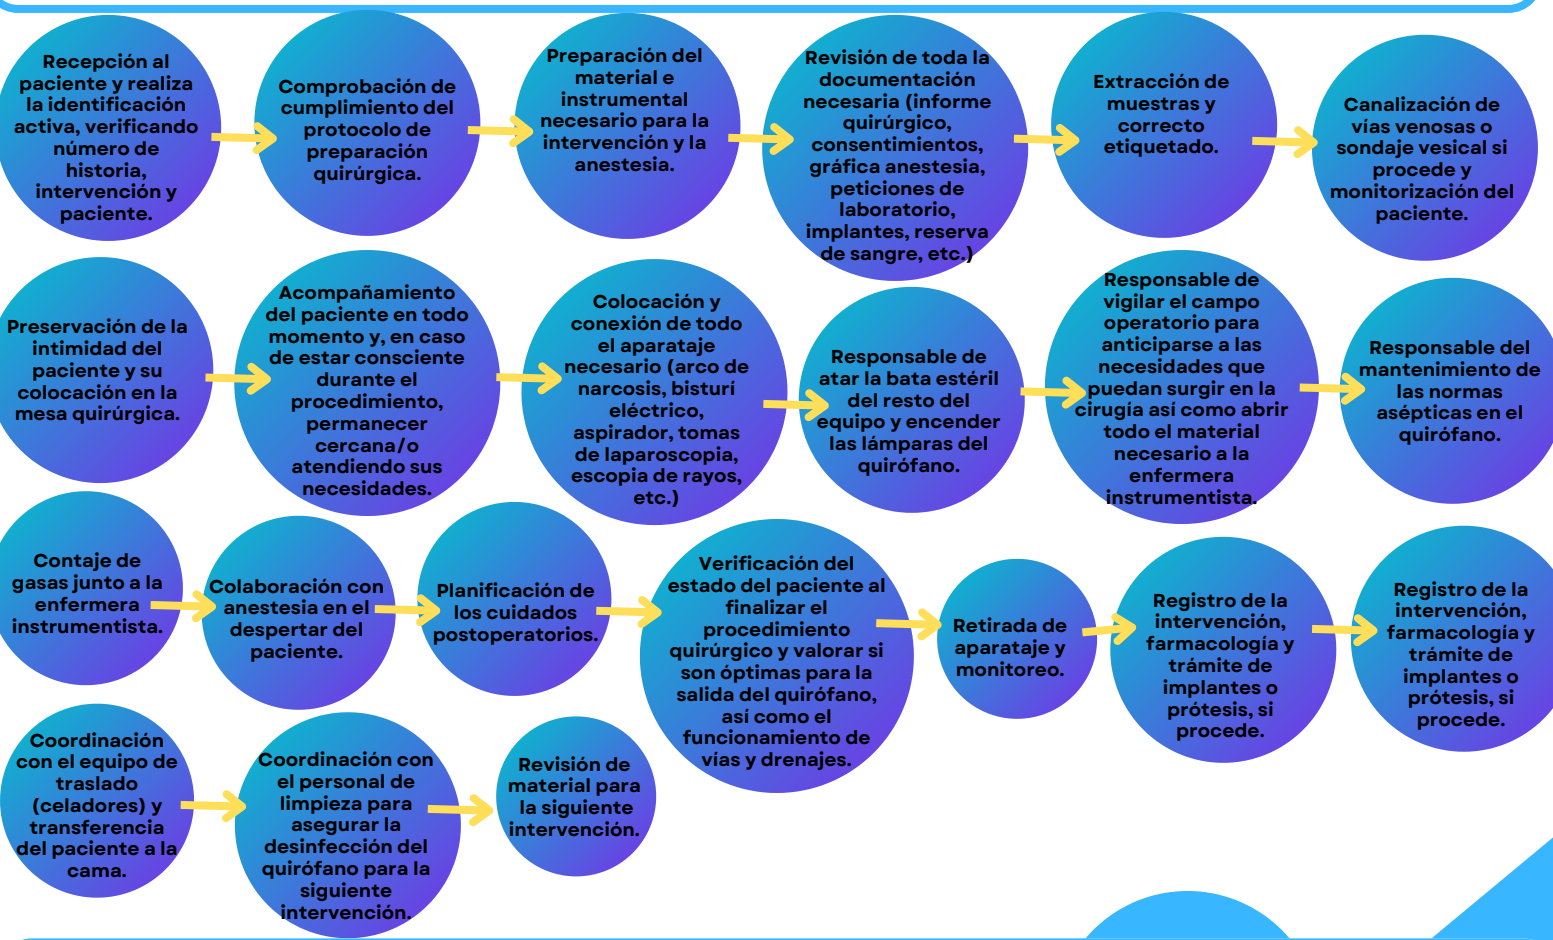 Recepción al
paciente y realiza
la identificación
activa, verificando
número de
historia,
intervención y
paciente.
Comprobación de
cumplimiento del
protocolo de
preparación
quirúrgica.
Preparación del
material e
instrumental
necesario para la
intervención y la
anestesia.
Revisión de toda la
documentación
necesaria (informe
quirúrgico,
consentimientos,
gráfica anestesia,
peticiones de
laboratorio,
implantes, reserva
de sangre, etc.)
Extracción de
muestras y
correcto
etiquetado.
Canalización de
vías venosas o
sondaje vesical si
procede y
monitorización del
paciente.
Preservación de la
intimidad del
paciente y su
colocación en la
mesa quirúrgica.
Acompañamiento
del paciente en todo
momento y, en caso
de estar consciente
durante el
procedimiento,
permanecer
cercana/o
atendiendo sus
necesidades.
Colocación y
conexión de todo
el aparataje
necesario (arco de
narcosis, bisturí
eléctrico,
aspirador, tomas
de laparoscopia,
escopia de rayos,
etc.)
Responsable de
atar la bata estéril
del resto del
equipo y encender
las lámparas del
quirófano.
Responsable de
vigilar el campo
operatorio para
anticiparse a las
necesidades que
puedan surgir en la
cirugía así como abrir
todo el material
necesario a la
enfermera
instrumentista.
Responsable del
mantenimiento de
las normas
asépticas en el
quirófano.
Contaje de
gasas junto a la
enfermera
instrumentista.
Colaboración con
anestesia en el
despertar del
paciente.
Planificación de
los cuidados
postoperatorios.
Verificación del
estado del paciente al
finalizar el
procedimiento
quirúrgico y valorar si
son óptimas para la
salida del quirófano,
así como el
funcionamiento de
vías y drenajes.
Retirada de
aparataje y
monitoreo.
Registro de la
intervención,
farmacología y
trámite de
implantes o
prótesis, si
procede.
Registro de la
intervención,
farmacología y
trámite de
implantes o
prótesis, si
procede.
Coordinación
con el equipo de
traslado
(celadores) y
transferencia
del paciente a la
cama.
Coordinación con
el personal de
limpieza para
asegurar la
desinfección del
quirófano para la
siguiente
intervención.
Revisión de
material para
la siguiente
intervención.